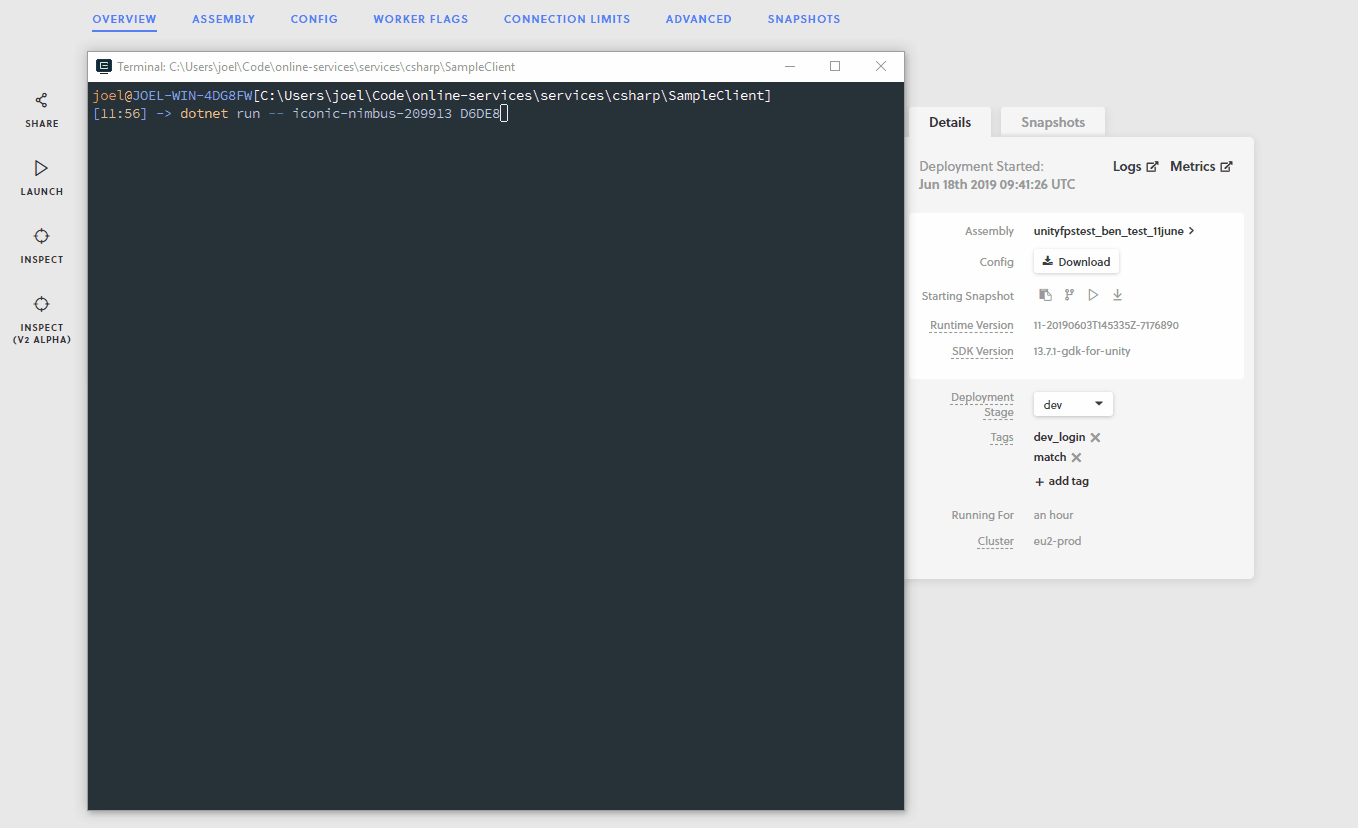 OVERVIEW ASSEMBLY CONFIG WORKER FLAGS CONNECTION LIMITS ADVANCED SNAPSHOTS
SHARE
LAUNCH
INSPECT
INSPECT
(V2 ALPHA)
Terminal: C:\Users\joel\Code\online-services\services\csharp\SampleClient
joel@JOEL-WIN-4DG8FW[C:\Users\joel\Code\online-services\services\csharp\SampleClient]
[11:56] -> dotnet run -- iconic-nimbus-209913 D6DE8
Details Snapshots
Deployment Started: Logs Metrics
Jun 18th 2019 09:41:26 UTC
Assembly unityfpstest_ben_test_11june
Config Download
Starting Snapshot
Runtime Version 11-20190603T145335Z-7176890
SDK Version 13.7.1-gdk-for-unity
Deployment
Stage dev
Tags dev_login
match
+ add tag
Running For an hour
Cluster eu2-prod